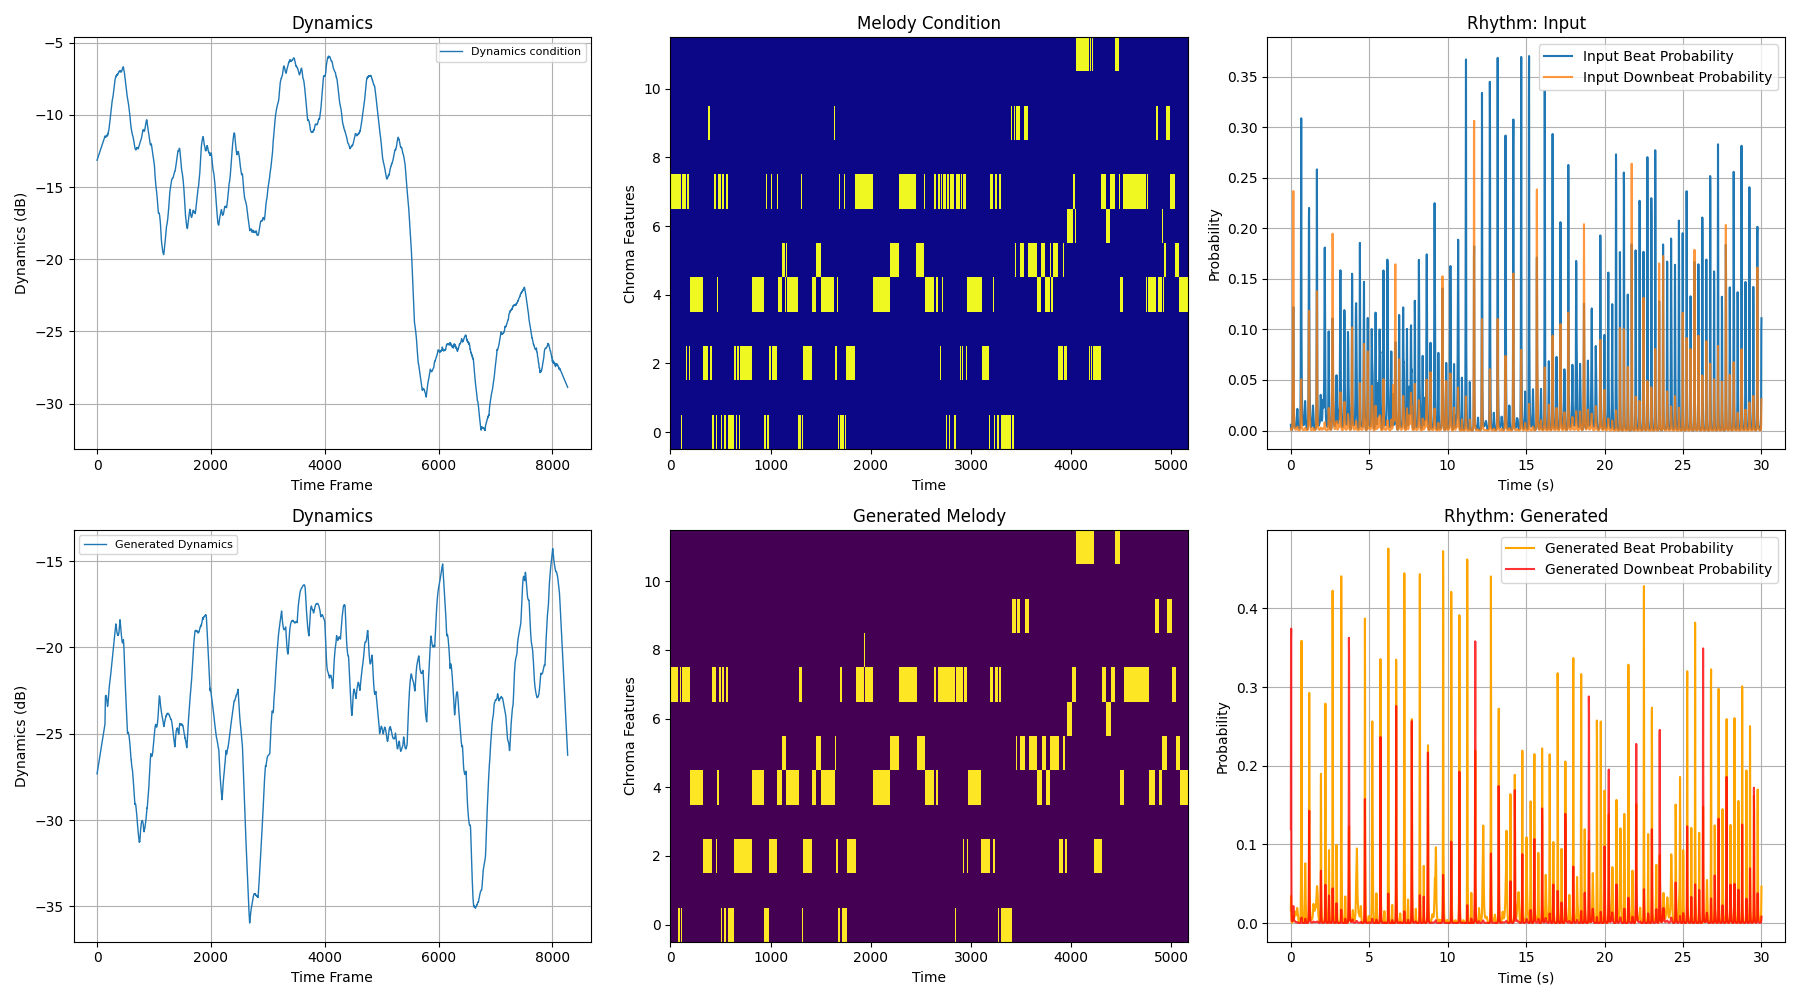 Dynamics
Dynamics condition
−5
−10
−15
−20
−25
−30
Dynamics (dB)
0 2000 4000 6000 8000
Time Frame
Melody Condition
10
8
6
4
2
0
Chroma Features
0 1000 2000 3000 4000 5000
Time
Rhythm: Input
Input Beat Probability
Input Downbeat Probability
0.35
0.30
0.25
0.20
0.15
0.10
0.05
0.00
Probability
0 5 10 15 20 25 30
Time (s)
Dynamics
Generated Dynamics
−15
−20
−25
−30
−35
Dynamics (dB)
0 2000 4000 6000 8000
Time Frame
Generated Melody
10
8
6
4
2
0
Chroma Features
0 1000 2000 3000 4000 5000
Time
Rhythm: Generated
Generated Beat Probability
Generated Downbeat Probability
0.4
0.3
0.2
0.1
0.0
Probability
0 5 10 15 20 25 30
Time (s)